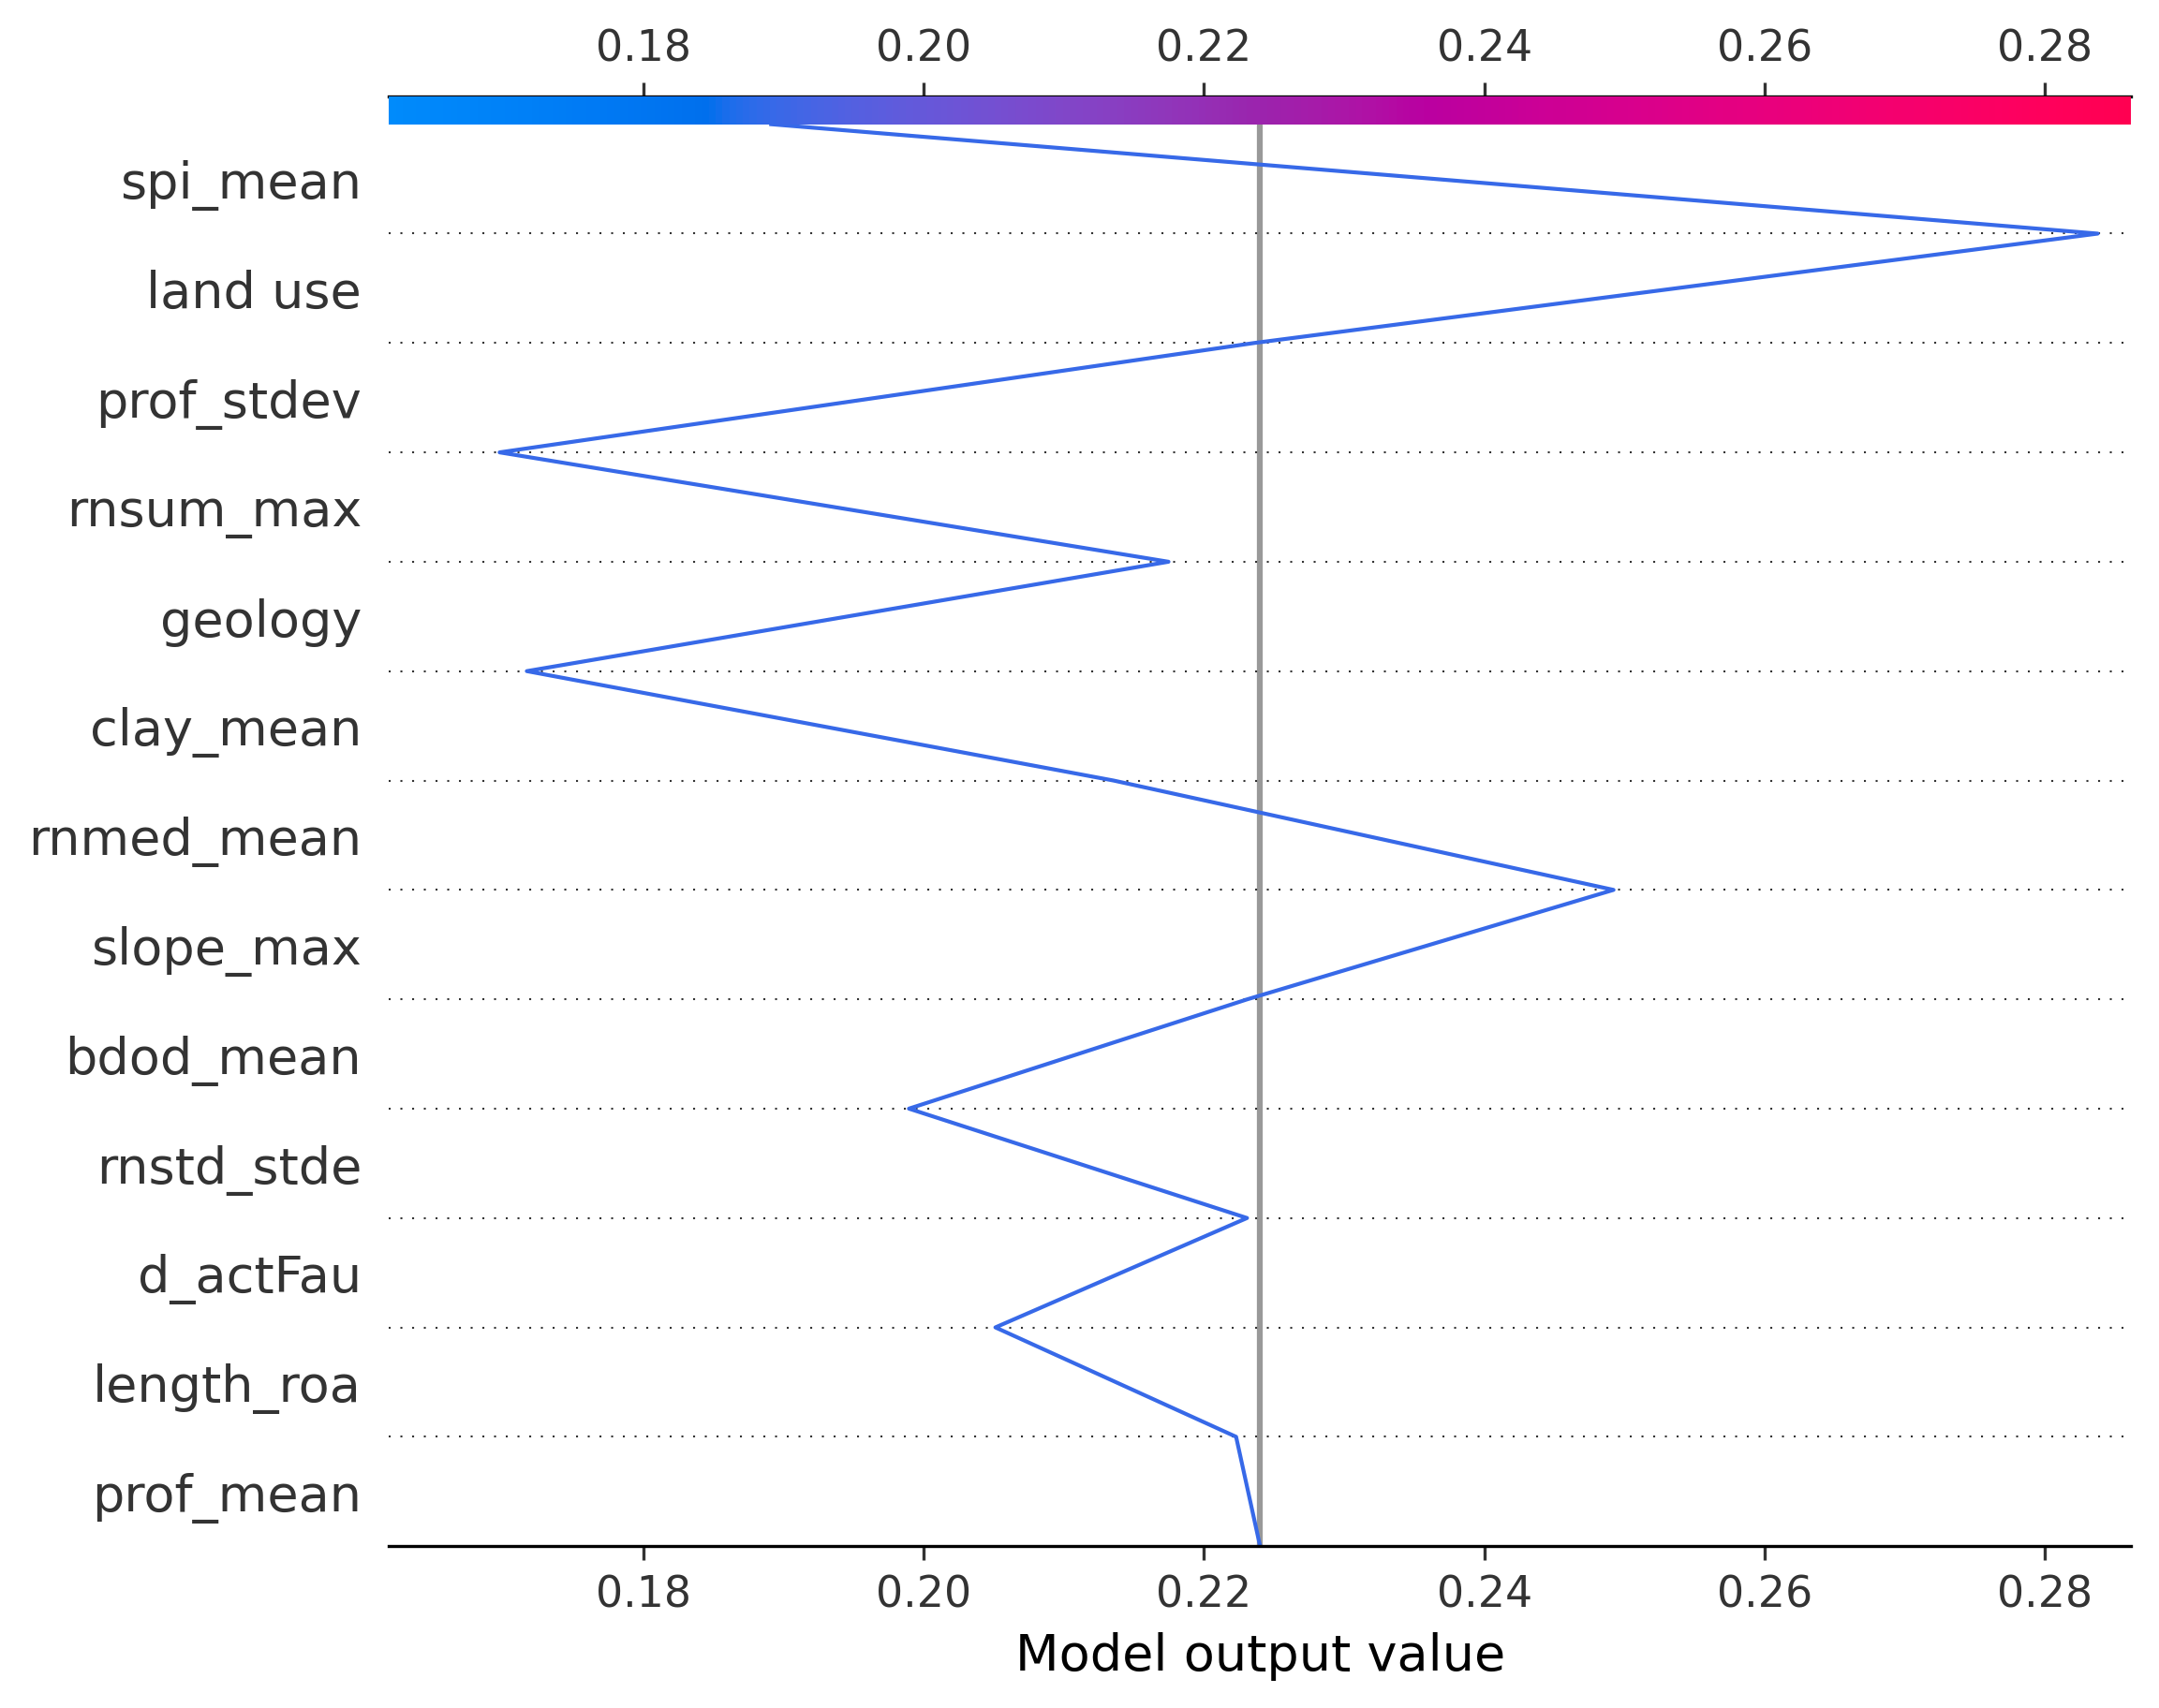 0.18 0.20 0.22 0.24 0.26 0.28
spi_mean
land use
prof_stdev
rnsum_max
geology
clay_mean
rnmed_mean
slope_max
bdod_mean
rnstd_stde
d_actFau
length_roa
prof_mean
0.18 0.20 0.22 0.24 0.26 0.28
Model output value